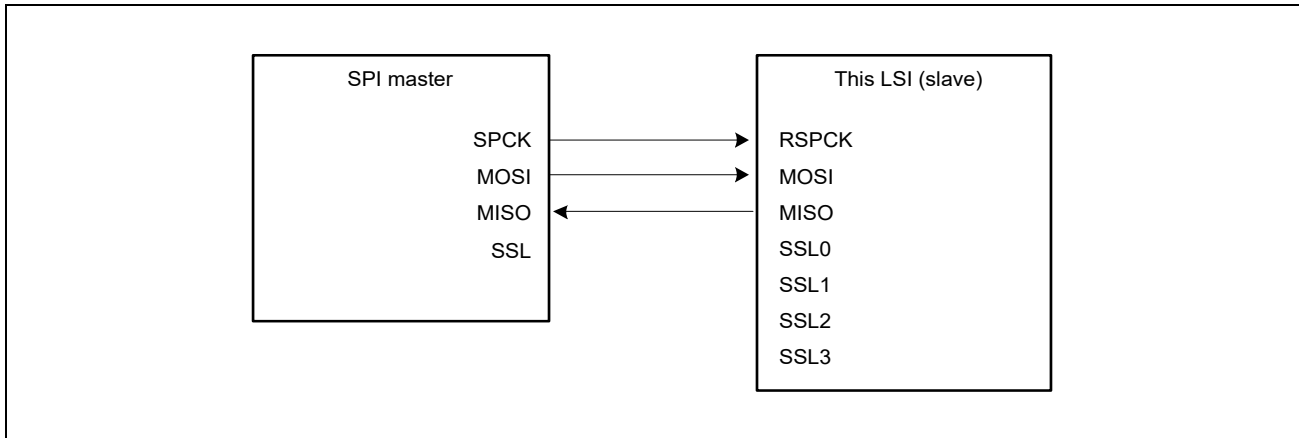 SPI master
SPCK
MOSI
MISO
SSL
This LSI (slave)
RSPCK
MOSI
MISO
SSL0
SSL1
SSL2
SSL3